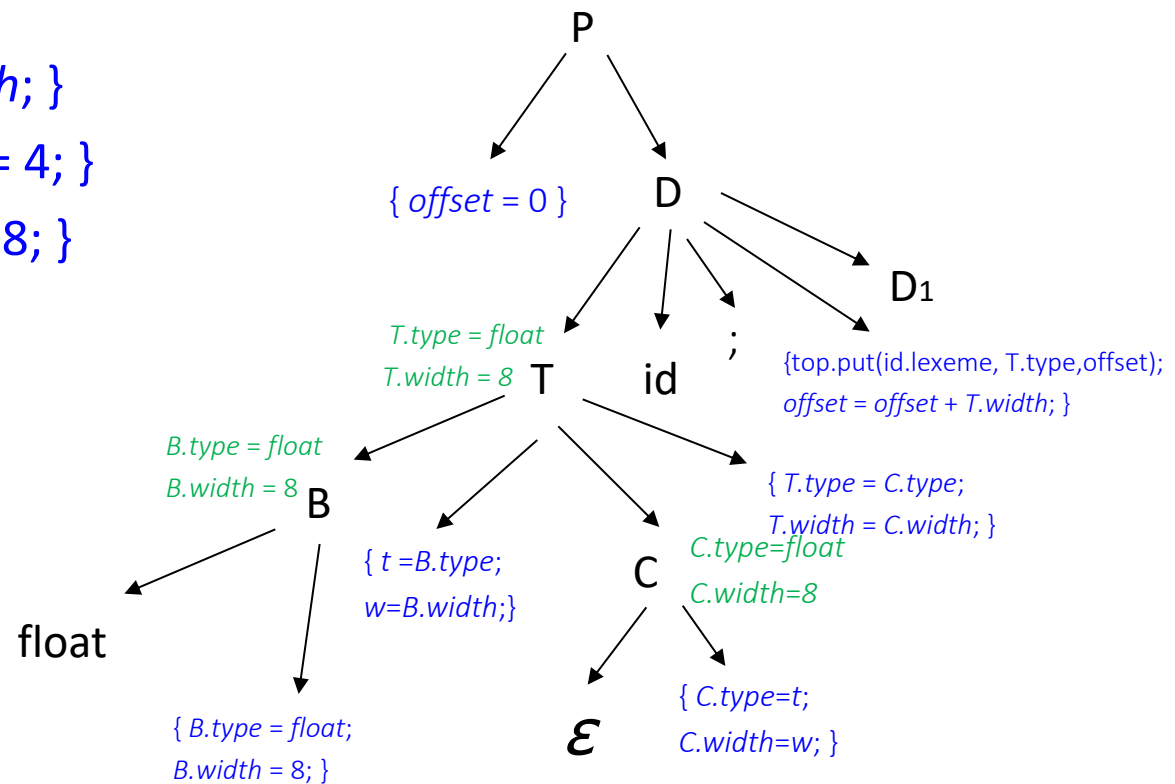 P
h; }
= 4; }
{ offset = 0 }
D
8; }
D1
T.type = float
;
{top.put(id.lexeme, T.type,offset);
T.width = 8
T
id
offset = offset + T.width; }
B.type = float
B.width = 8
B
{ T.type = C.type;
T.width = C.width; }
{ t =B.type;
w=B.width;}
C
C.type=float
C.width=8
float
{ B.type = float;
B.width = 8; }
ε
{ C.type=t;
C.width=w; }